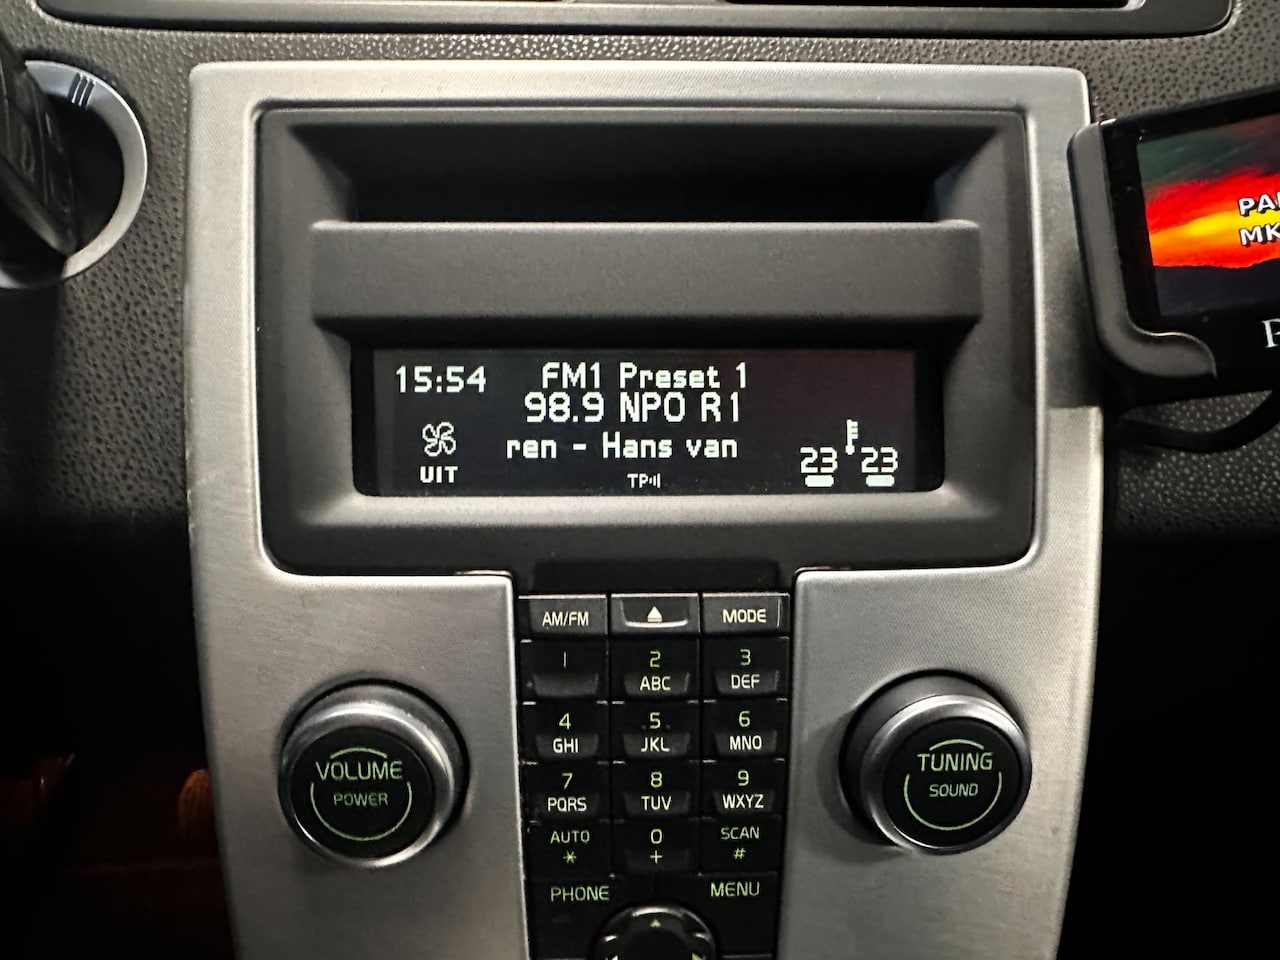 15:54
FM1 Preset 1
98.9 NPO R1
ren - Hans van
UIT
TP
23 23
AM/FM
MODE
1
2
ABC
3
DEF
4
GHI
5
JKL
6
MNO
7
PQRS
8
TUV
9
WXYZ
AUTO
*
0
+
SCAN
#
PHONE
MENU
VOLUME
POWER
TUNING
SOUND